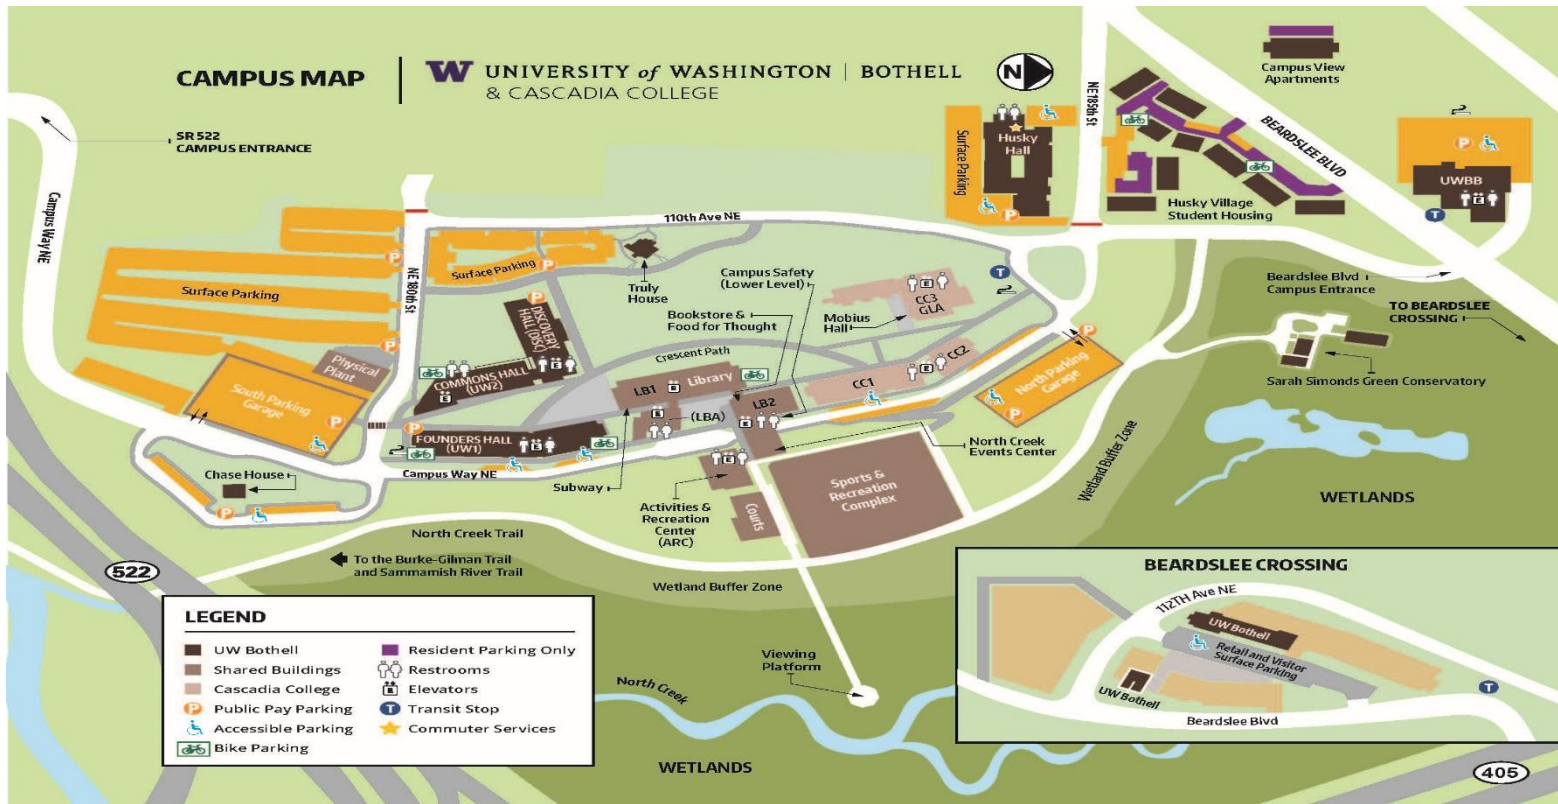 CAMPUS MAP
W UNIVERSITY of WASHINGTON | BOTHELL
& CASCADIA COLLEGE
N
SR 522
CAMPUS ENTRANCE
Campus Way NE
NE 180th St
110th Ave NE
NE185th St
BEARDSLEE BLVD
Campus View
Apartments
Surface Parking
Husky
Hall
Husky Village
Student Housing
UWBB
Beardslee Blvd
Campus Entrance
TO BEARDSLEE
CROSSING
Surface Parking
Surface Parking
Truly
House
Campus Safety
(Lower Level)
Bookstore &
Food for Thought
Mobius
Hall
CC3
GLA
Crescent Path
DISCOVERY
HALL (DISC)
COMMONS HALL
(UW2)
Physical
Plant
South Parking
Garage
LB1
Library
(LBA)
LB2
CC1
CC2
North Parking
Garage
Sarah Simonds Green Conservatory
FOUNDERS HALL
(UW1)
Campus Way NE
Chase House
Subway
North Creek
Events Center
Activities &
Recreation
Center
(ARC)
Courts
Sports &
Recreation
Complex
Wetland Buffer Zone
WETLANDS
North Creek Trail
To the Burke-Gilman Trail
and Sammamish River Trail
Wetland Buffer Zone
522
Viewing
Platform
North Creek
WETLANDS
LEGEND
UW Bothell
Shared Buildings
Cascadia College
P Public Pay Parking
Accessible Parking
Bike Parking
Resident Parking Only
Restrooms
E Elevators
T Transit Stop
Commuter Services
BEARDSLEE CROSSING
112TH Ave NE
UW Bothell
Retail and Visitor
Surface Parking
UW Bothell
Beardslee Blvd
T
405